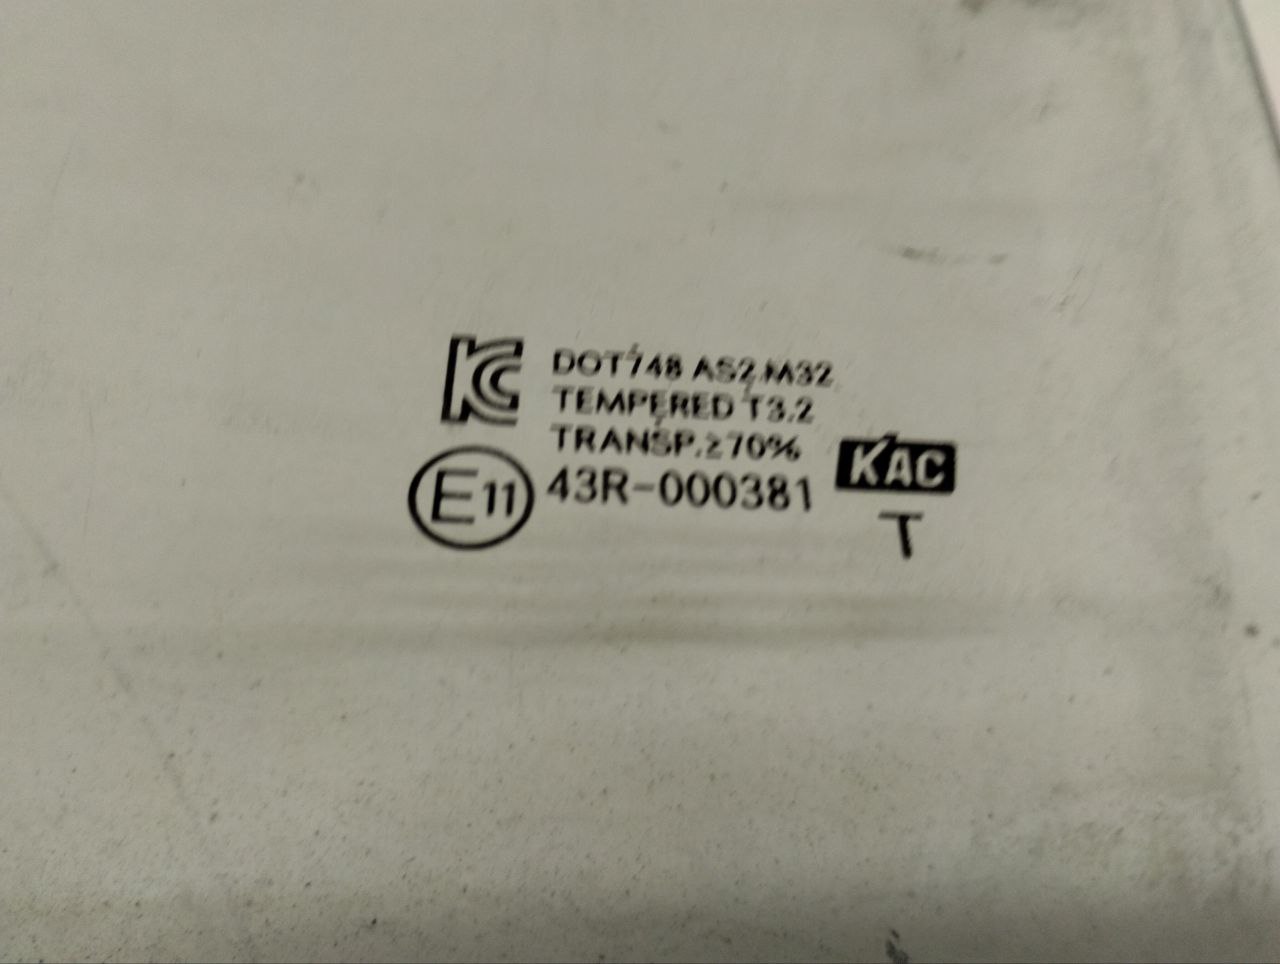 KC
DOT748 AS2 M32
TEMPERED T3.2
TRANSP.≥70%
E11 43R-000381
KAC
T